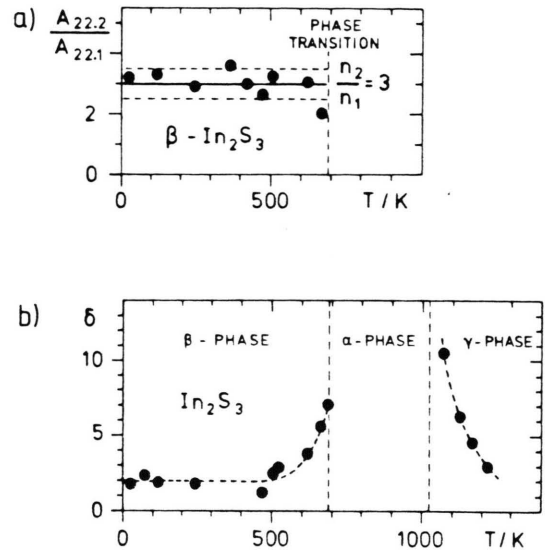 a)
A22.2
A22.1
PHASE
TRANSITION
n2
n1
=3
2
β-In2S3
0
0 500 T/K
b)
δ
β-PHASE α-PHASE γ-PHASE
10
In2S3
5
0
0 500 1000 T/K